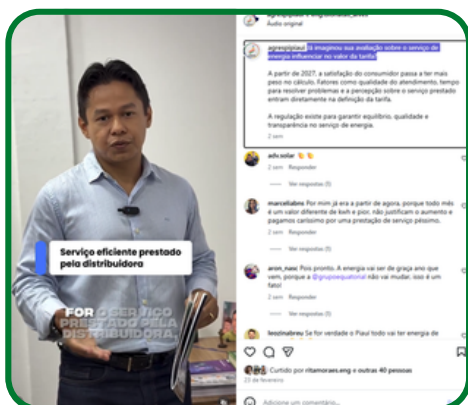 Áudio original
agrespipiaui Já imaginou sua avaliação sobre o serviço de
energia influenciar no valor da tarifa?
A partir de 2027, a satisfação do consumidor passa a ter mais
peso no cálculo. Fatores como qualidade do atendimento, tempo
para resolver problemas e a percepção sobre o serviço prestado
entram diretamente na definição da tarifa.
A regulação existe para garantir equilíbrio, qualidade e
transparência no serviço de energia.
2 sem
adv.solar
2 sem Responder
Ver respostas (1)
marcellabro Por mim já era a partir de agora, porque todo mês
é um valor diferente de kwh e pior, não justificam o aumento e
pagamos caríssimo por uma prestação de serviço péssimo.
2 sem Responder
Ver respostas (1)
aron_nasc Pois pronto. A energia vai ser de graça ano que
vem, porque a @grupoequatorial não vai mudar, isso é um
fato!
2 sem Responder
Ver respostas (1)
leozinabreu Se for verdade o Piauí todo vai ter energia de
Curtido por ritamoraes.eng e outras 40 pessoas
23 de fevereiro
Adicione um comentário...
Serviço eficiente prestado
pela distribuidora
FOR O SERVIÇO
PRESTADO PELA
DISTRIBUIDORA.